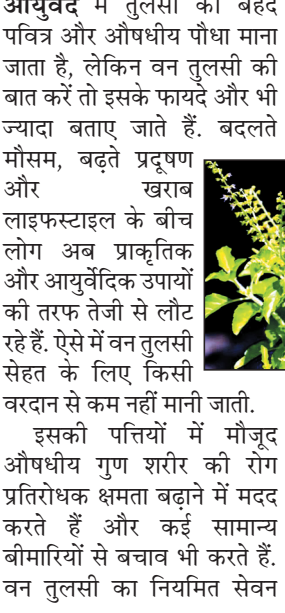 आयुर्वेद में तुलसी को बेहद
पवित्र और औषधीय पौधा माना
जाता है, लेकिन वन तुलसी की
बात करें तो इसके फायदे और भी
ज्यादा बताए जाते हैं. बदलते
मौसम, बढ़ते प्रदूषण
और खराब
लाइफस्टाइल के बीच
लोग अब प्राकृतिक
और आयुर्वेदिक उपायों
की तरफ तेजी से लौट
रहे हैं. ऐसे में वन तुलसी
सेहत के लिए किसी
वरदान से कम नहीं मानी जाती.
इसकी पत्तियों में मौजूद
औषधीय गुण शरीर की रोग
प्रतिरोधक क्षमता बढ़ाने में मदद
करते हैं और कई सामान्य
बीमारियों से बचाव भी करते हैं.
वन तुलसी का नियमित सेवन